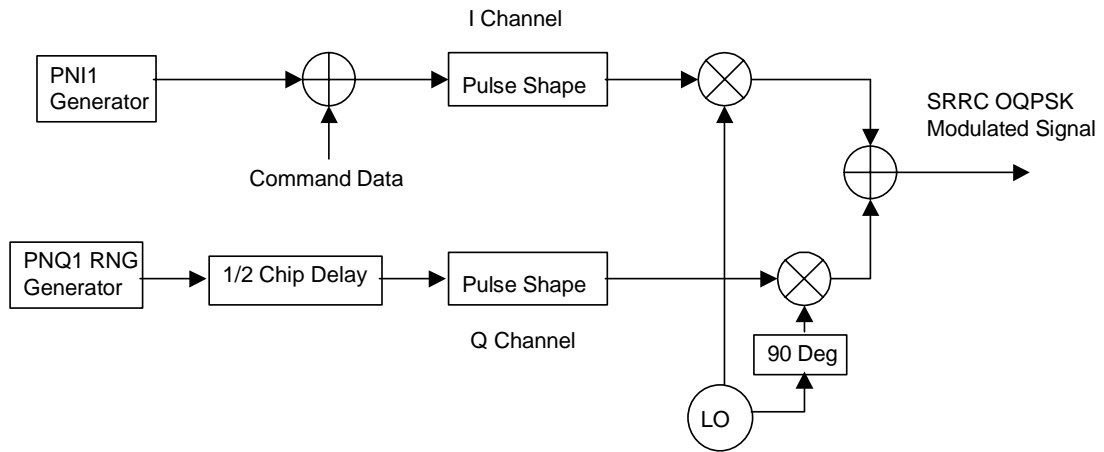 I Channel
PNI1
Generator
Pulse Shape
SRRC OQPSK
Modulated Signal
Command Data
PNQ1 RNG
Generator
1/2 Chip Delay
Pulse Shape
Q Channel
90 Deg
LO